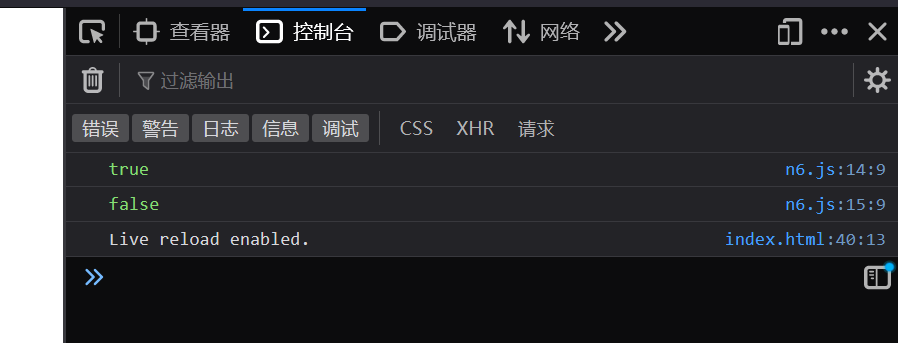 查看器 控制台 调试器 网络
过滤输出
错误 警告 日志 信息 调试 CSS XHR 请求
true n6.js:14:9
false n6.js:15:9
Live reload enabled. index.html:40:13